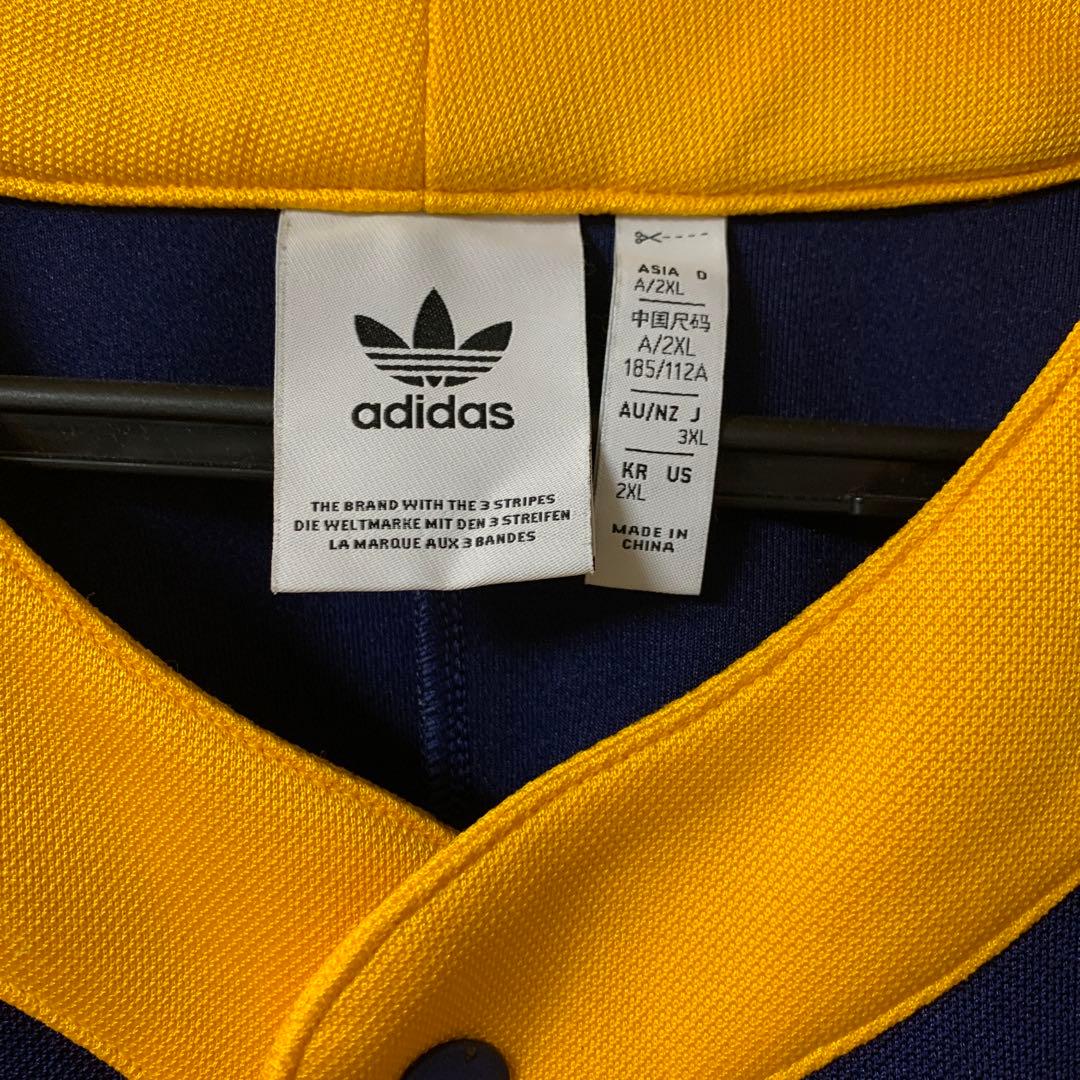 adidas
THE BRAND WITH THE 3 STRIPES
DIE WELTMARKE MIT DEN 3 STREIFEN
LA MARQUE AUX 3 BANDES
ASIA D
A/2XL
中国尺码
A/2XL
185/112A
AU/NZ J
3XL
KR US
2XL
MADE IN
CHINA